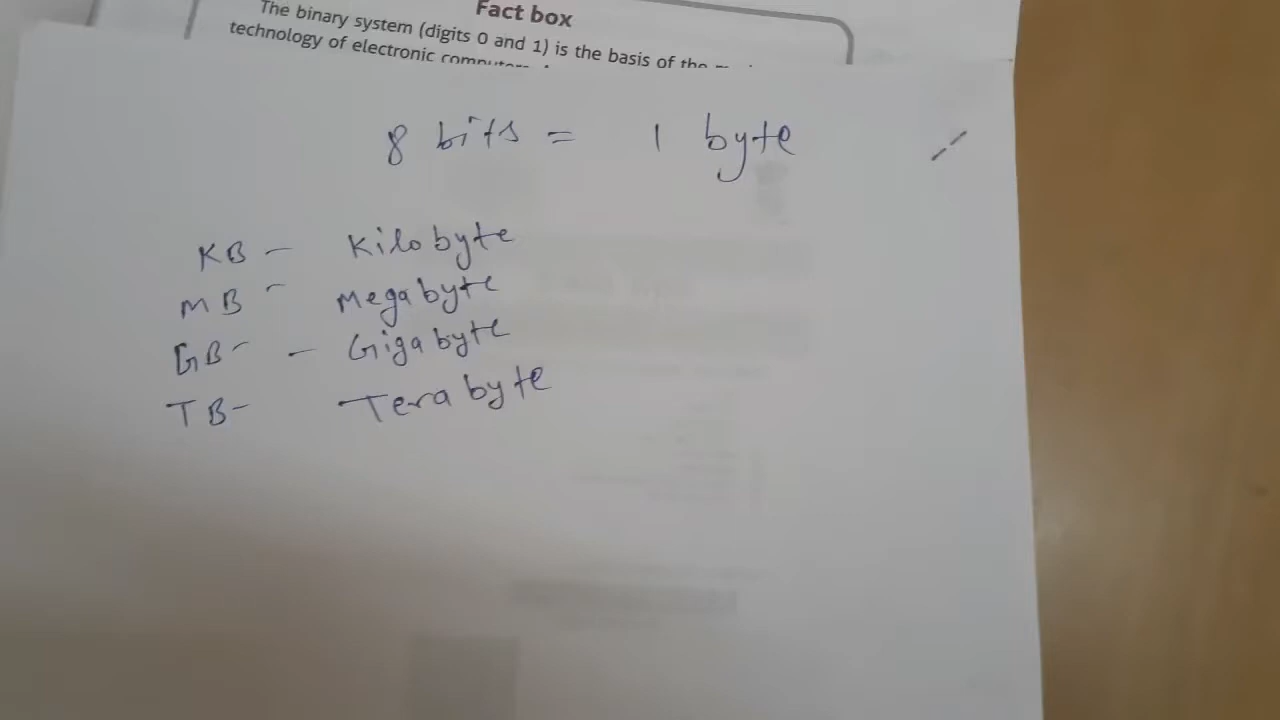 Fact box
The binary system (digits 0 and 1) is the basis of the
technology of electronic computers
8 bits = 1 byte
KB - Kilobyte
MB - Megabyte
GB - - Gigabyte
TB - Terabyte